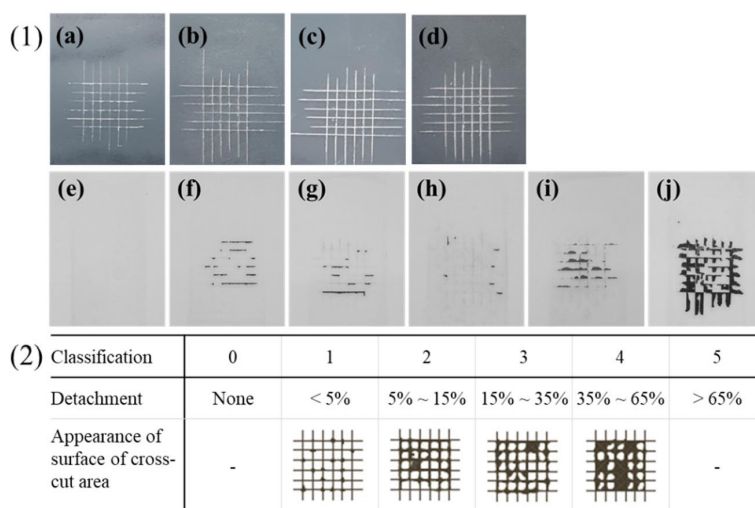 (1) (a) (b) (c) (d)
(e) (f) (g) (h) (i) (j)
(2) Classification 0 1 2 3 4 5
Detachment None < 5% 5% ~ 15% 15% ~ 35% 35% ~ 65% > 65%
Appearance of
surface of cross-
cut area - -